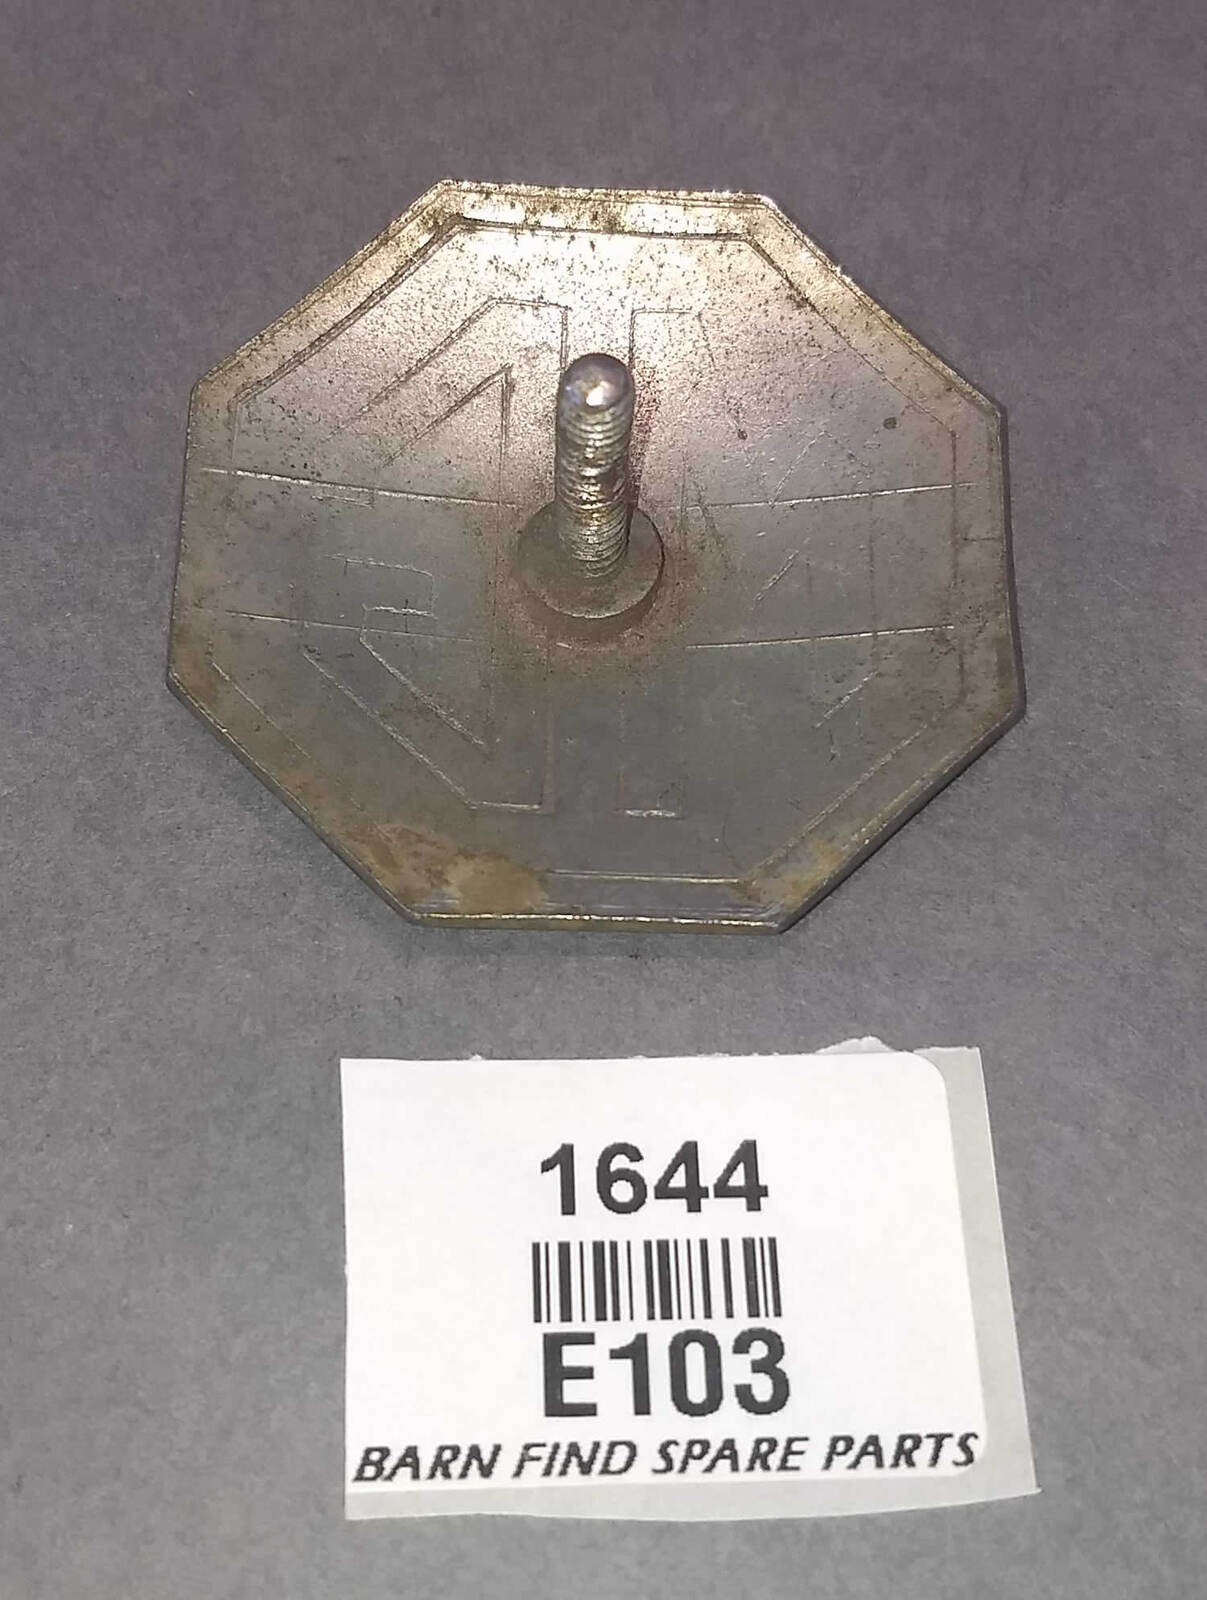 1644
E103
BARN FIND SPARE PARTS